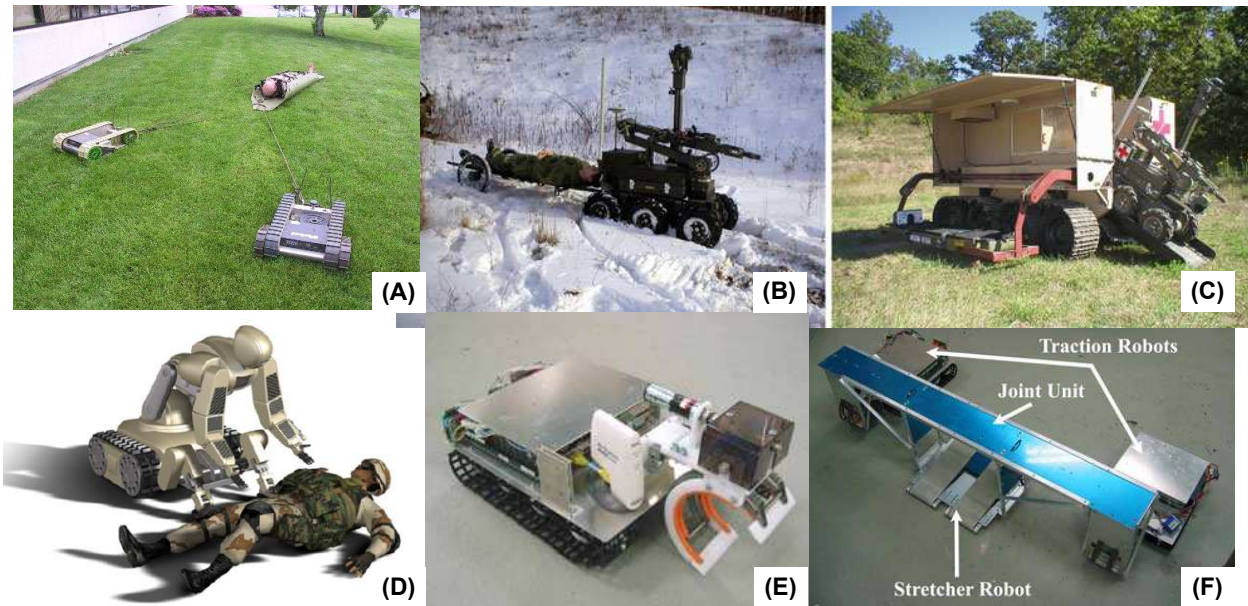 (A)
(B)
(C)
Traction Robots
Joint Unit
Stretcher Robot
(D)
(E)
(F)